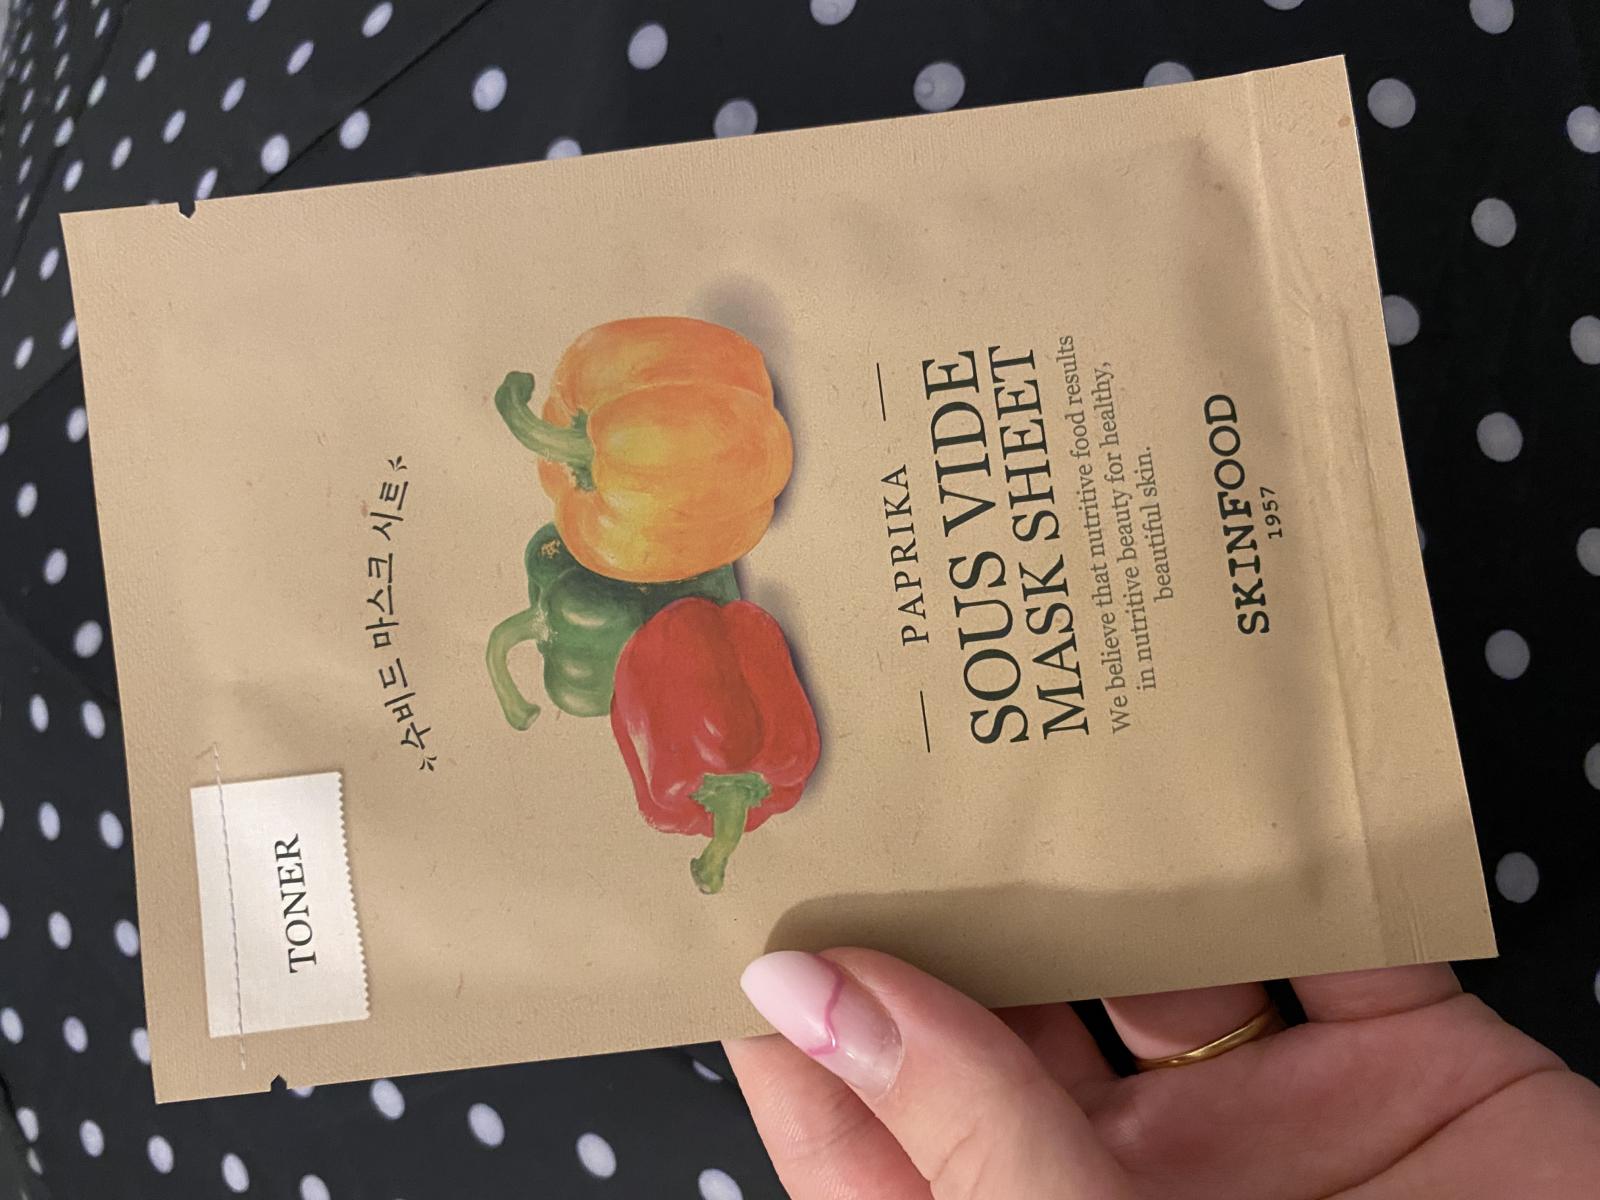 TONER
수비드 마스크 시트
PAPRIKA
SOUS VIDE
MASK SHEET
We believe that nutritive food results
in nutritive beauty for healthy,
beautiful skin.
SKINFOOD
1957